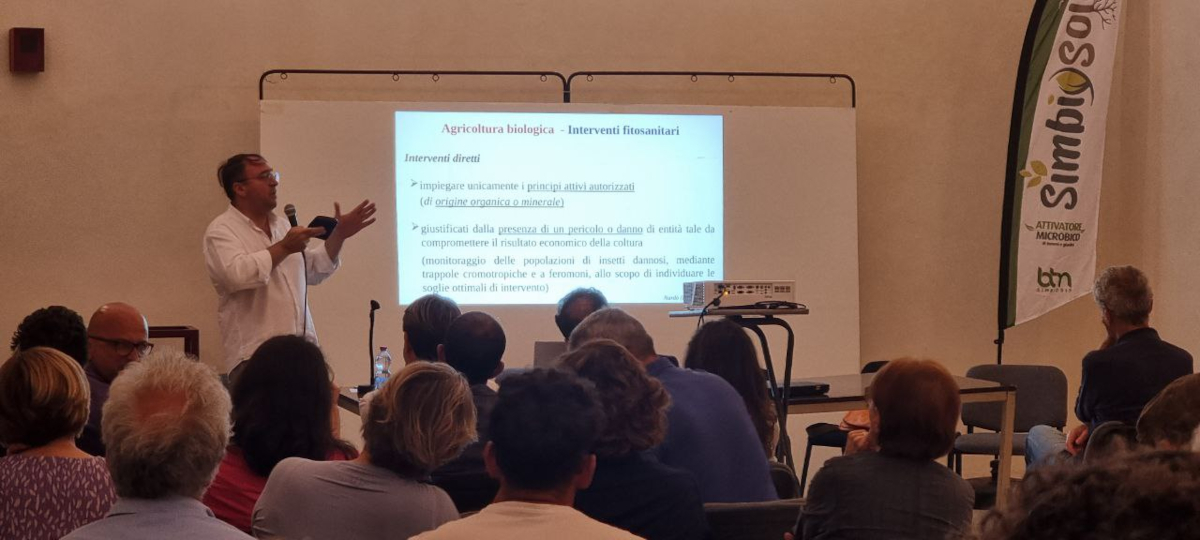 Agricoltura biologica - Interventi fitosanitari
Interventi diretti
impiegare unicamente i principi attivi autorizzati
(di origine organica o minerale)
giustificati dalla presenza di un pericolo o danno di entità tale da
compromettere il risultato economico della coltura
(monitoraggio delle popolazioni di insetti dannosi, mediante
trappole cromotropiche e a feromoni, allo scopo di individuare le
soglie ottimali di intervento)
Simbiosol
ATTIVATORE
MICROBICO
btn